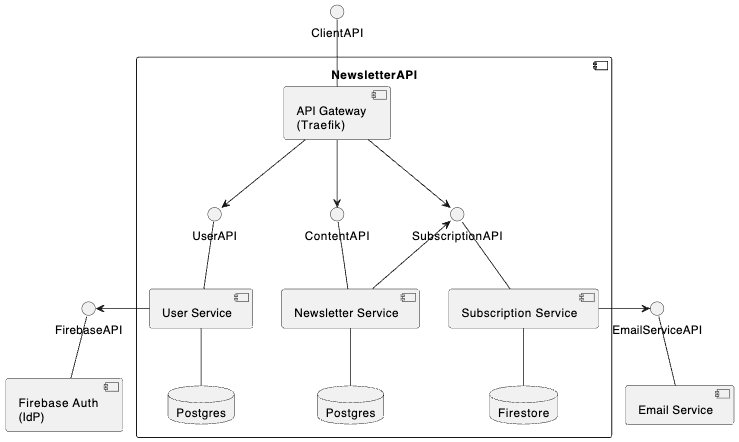 ClientAPI
NewsletterAPI
API Gateway
(Traefik)
UserAPI
ContentAPI
SubscriptionAPI
FirebaseAPI
User Service
Newsletter Service
Subscription Service
EmailServiceAPI
Firebase Auth
(IdP)
Postgres
Postgres
Firestore
Email Service